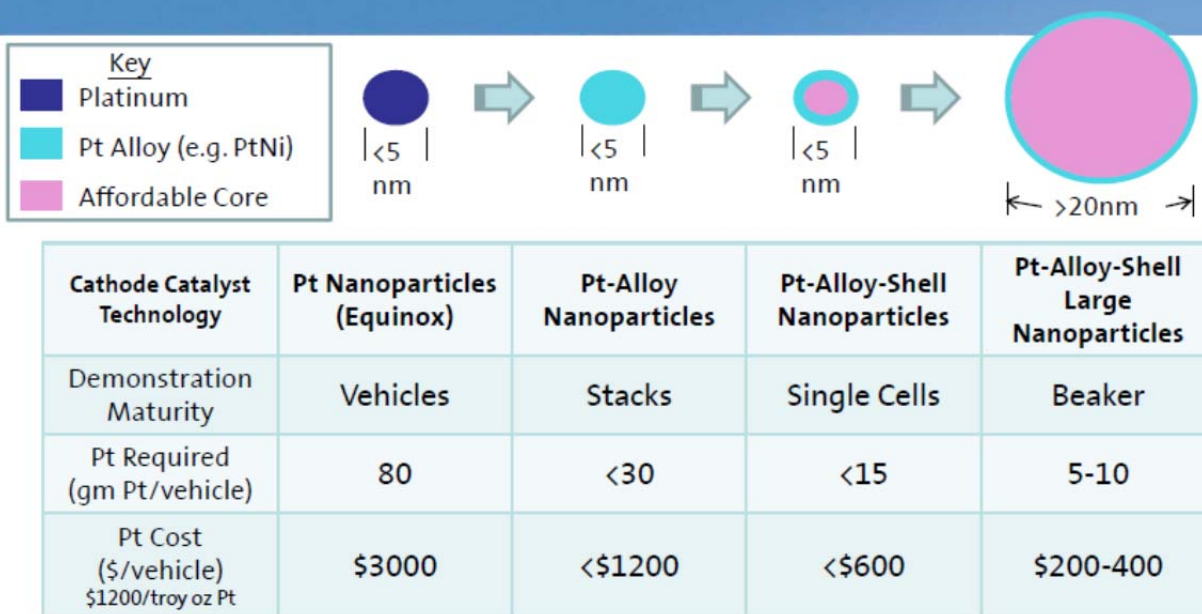 Key
Platinum
Pt Alloy (e.g. PtNi)
Affordable Core
<5
nm
<5
nm
<5
nm
>20nm
Cathode Catalyst
Technology
Pt Nanoparticles
(Equinox)
Pt-Alloy
Nanoparticles
Pt-Alloy-Shell
Nanoparticles
Pt-Alloy-Shell
Large
Nanoparticles
Demonstration
Maturity
Vehicles
Stacks
Single Cells
Beaker
Pt Required
(gm Pt/vehicle)
80
<30
<15
5-10
Pt Cost
($/vehicle)
$1200/troy oz Pt
$3000
<$1200
<$600
$200-400